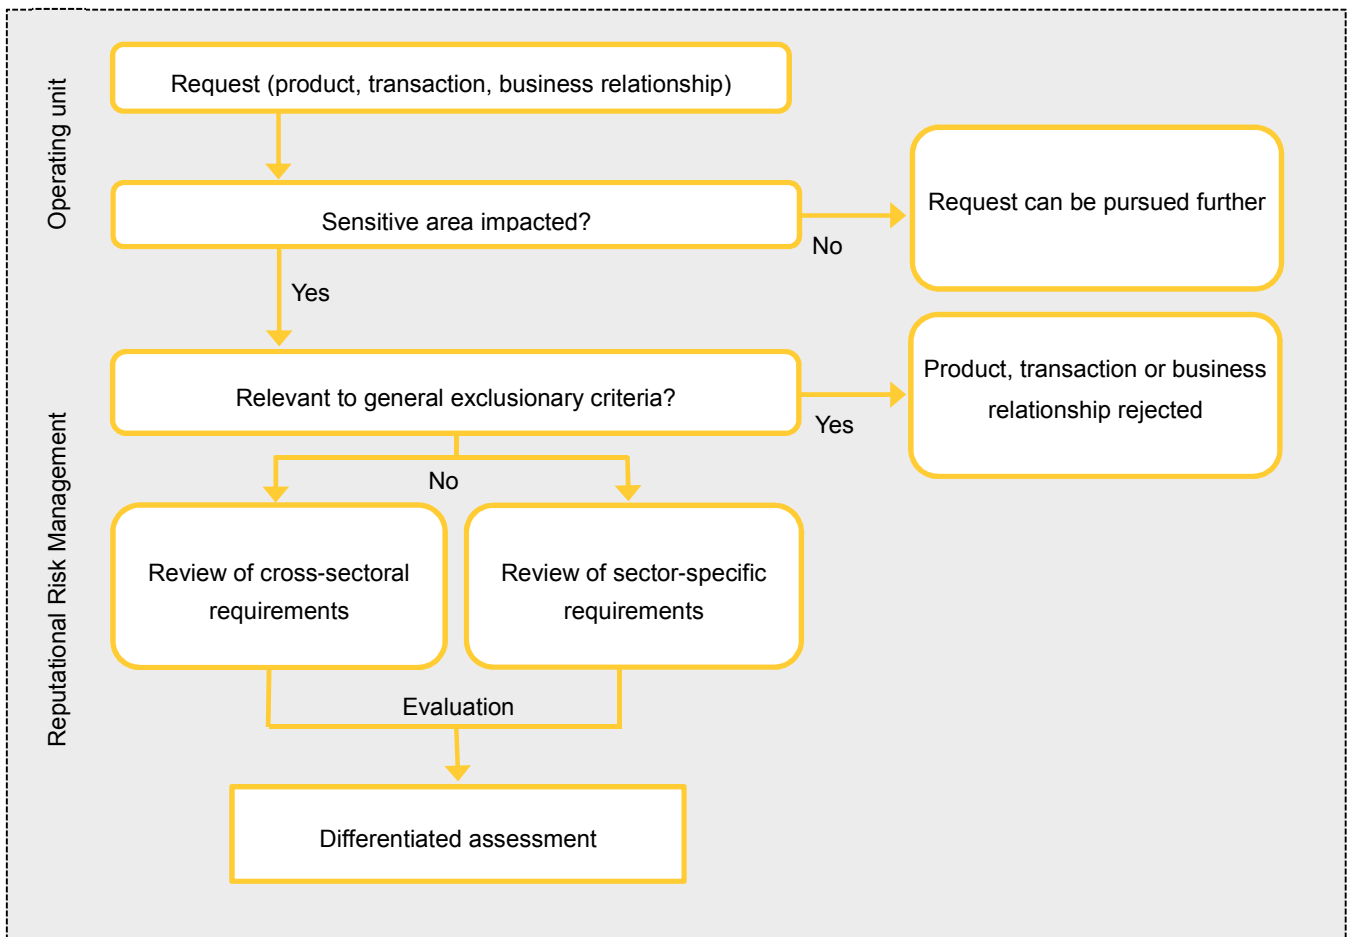 Operating unit
Request (product, transaction, business relationship)
Sensitive area impacted?
No
Request can be pursued further
Yes
Reputational Risk Management
Relevant to general exclusionary criteria?
Yes
Product, transaction or business
relationship rejected
No
Review of cross-sectoral
requirements
Review of sector-specific
requirements
Evaluation
Differentiated assessment